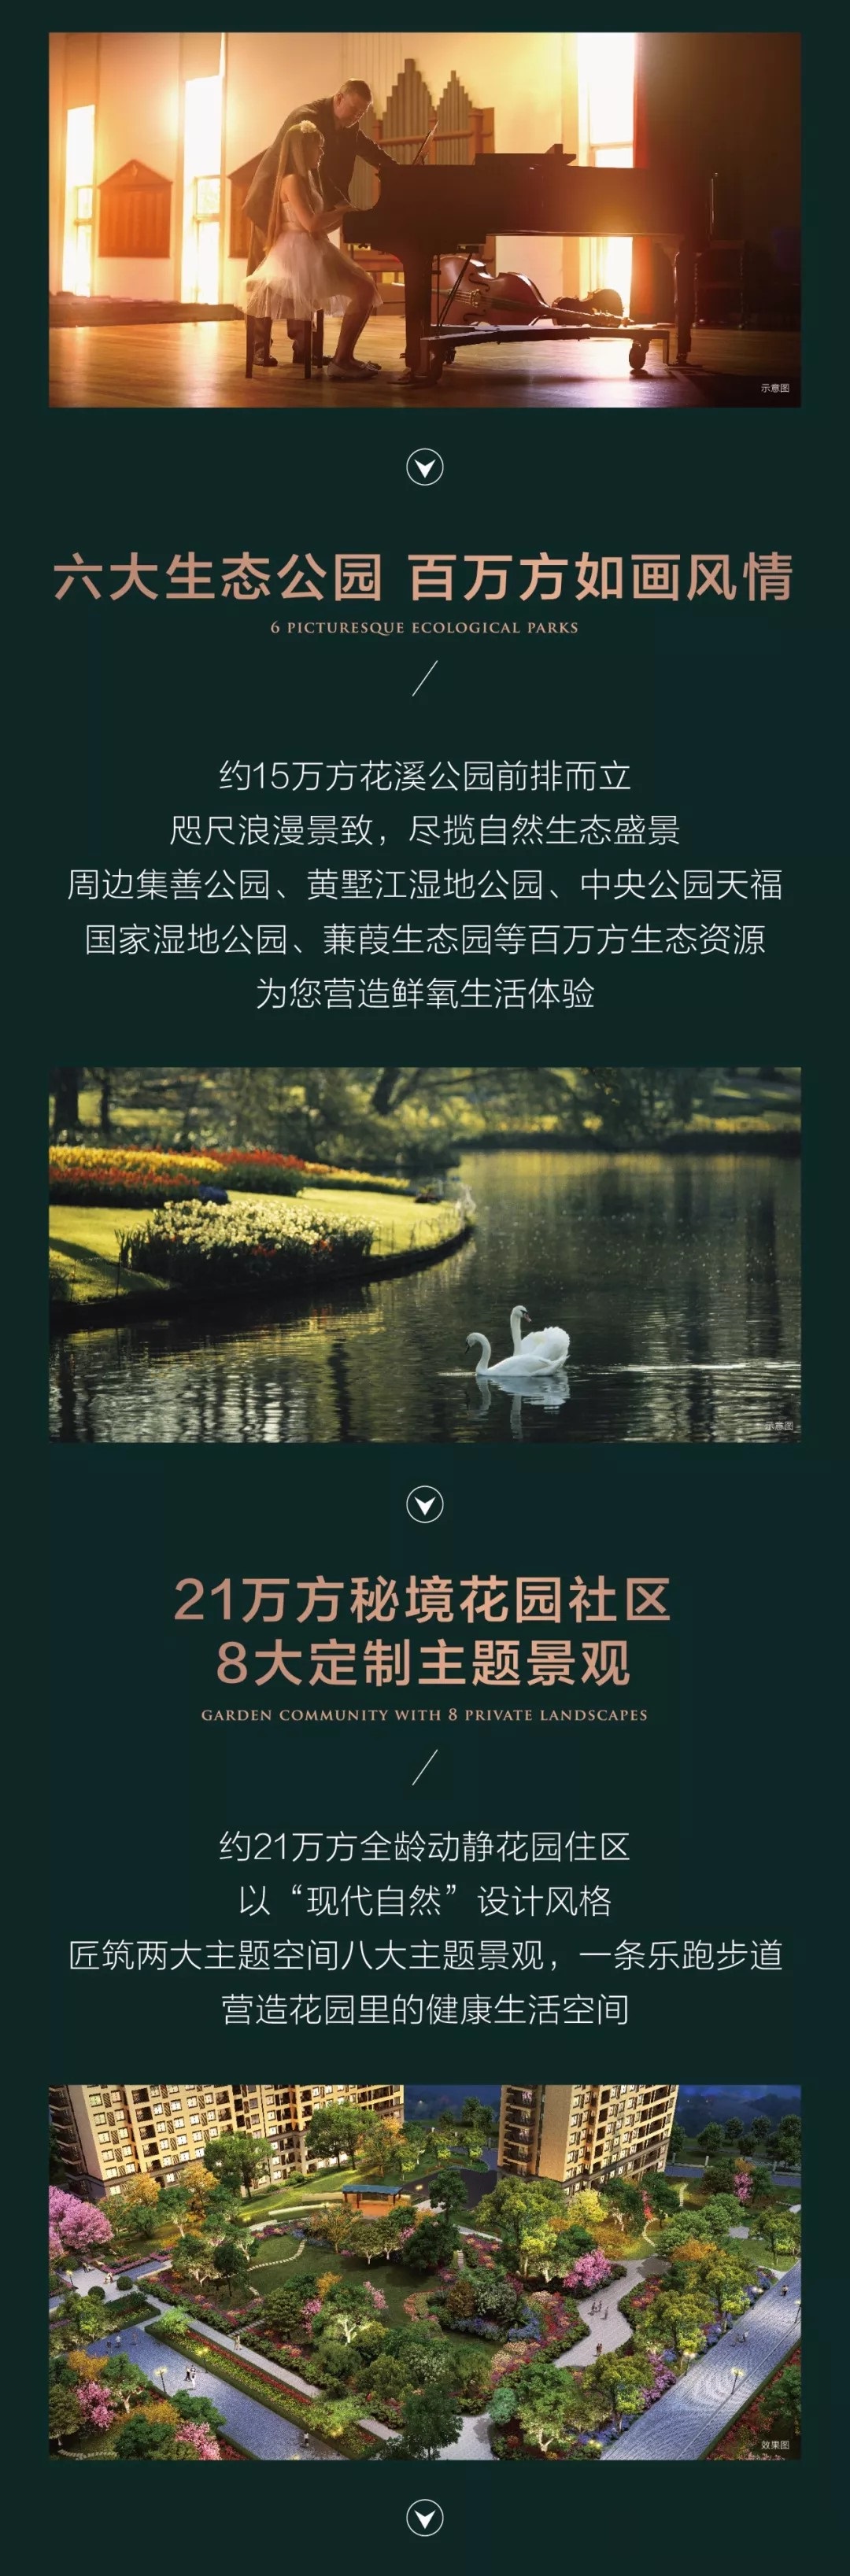 示意图
六大生态公园 百万方如画风情
6 PICTURESQUE ECOLOGICAL PARKS
约15万方花溪公园前排而立
咫尺浪漫景致，尽揽自然生态盛景
周边集善公园、黄墅江湿地公园、中央公园天福
国家湿地公园、蒹葭生态园等百万方生态资源
为您营造鲜氧生活体验
示意图
21万方秘境花园社区
8大定制主题景观
GARDEN COMMUNITY WITH 8 PRIVATE LANDSCAPES
约21万方全龄动静花园住区
以“现代自然”设计风格
匠筑两大主题空间八大主题景观，一条乐跑步道
营造花园里的健康生活空间
效果图